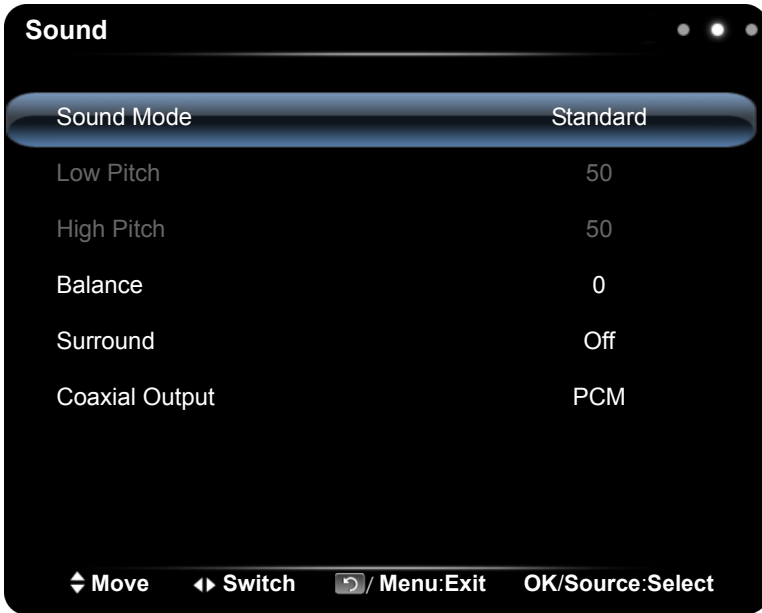 Sound
Sound Mode Standard
Low Pitch 50
High Pitch 50
Balance 0
Surround Off
Coaxial Output PCM
Move Switch / Menu:Exit OK/Source:Select